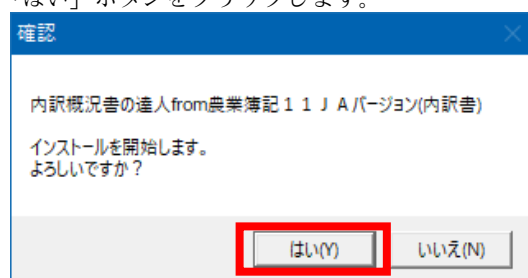 「はい」ボタンをクリックします。
確認
内訳概況書の達人from農業簿記１１ＪＡバージョン(内訳書)
インストールを開始します。
よろしいですか？
はい(Y)
いいえ(N)